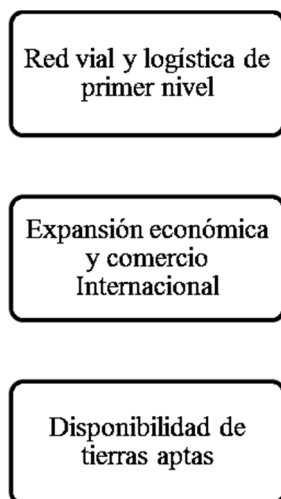 Red vial y logística de
primer nivel
Expansión económica
y comercio
Internacional
Disponibilidad de
tierras aptas